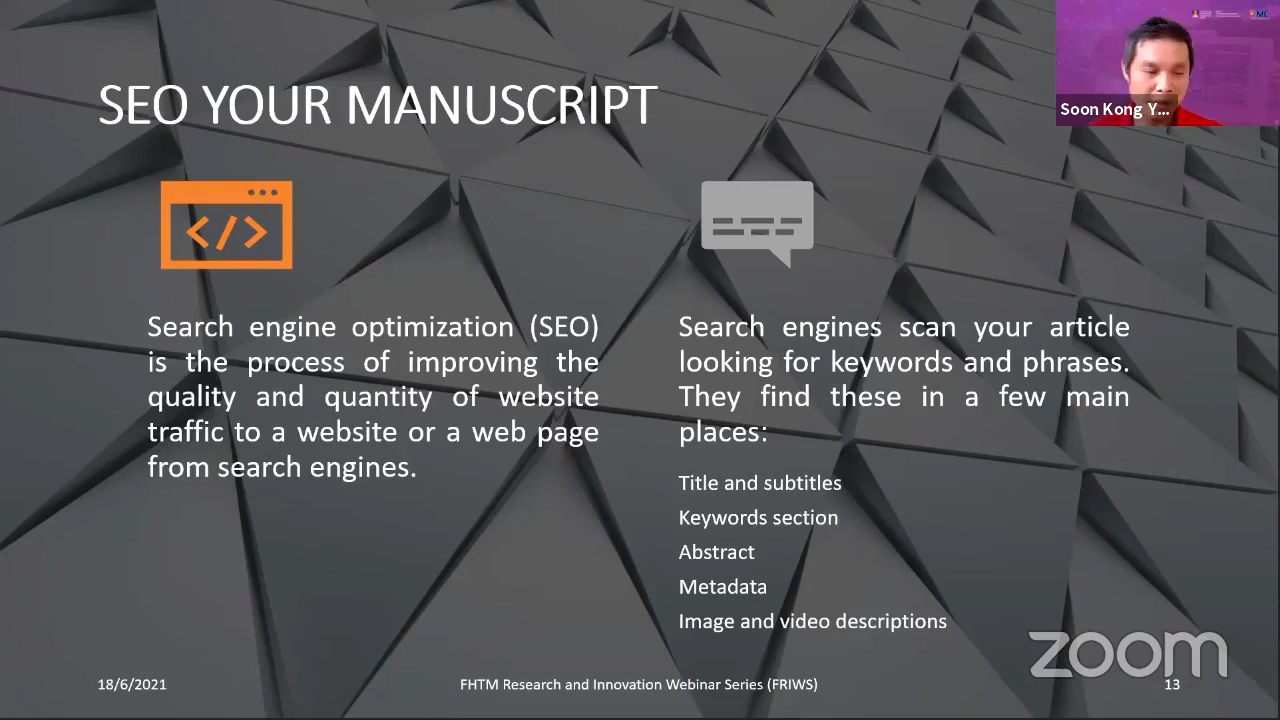 SEO YOUR MANUSCRIPT
Soon Kong Y...
</>
Search engine optimization (SEO)
is the process of improving the
quality and quantity of website
traffic to a website or a web page
from search engines.
Search engines scan your article
looking for keywords and phrases.
They find these in a few main
places:
Title and subtitles
Keywords section
Abstract
Metadata
Image and video descriptions
zoom
18/6/2021
FHTM Research and Innovation Webinar Series (FRIWS)
13